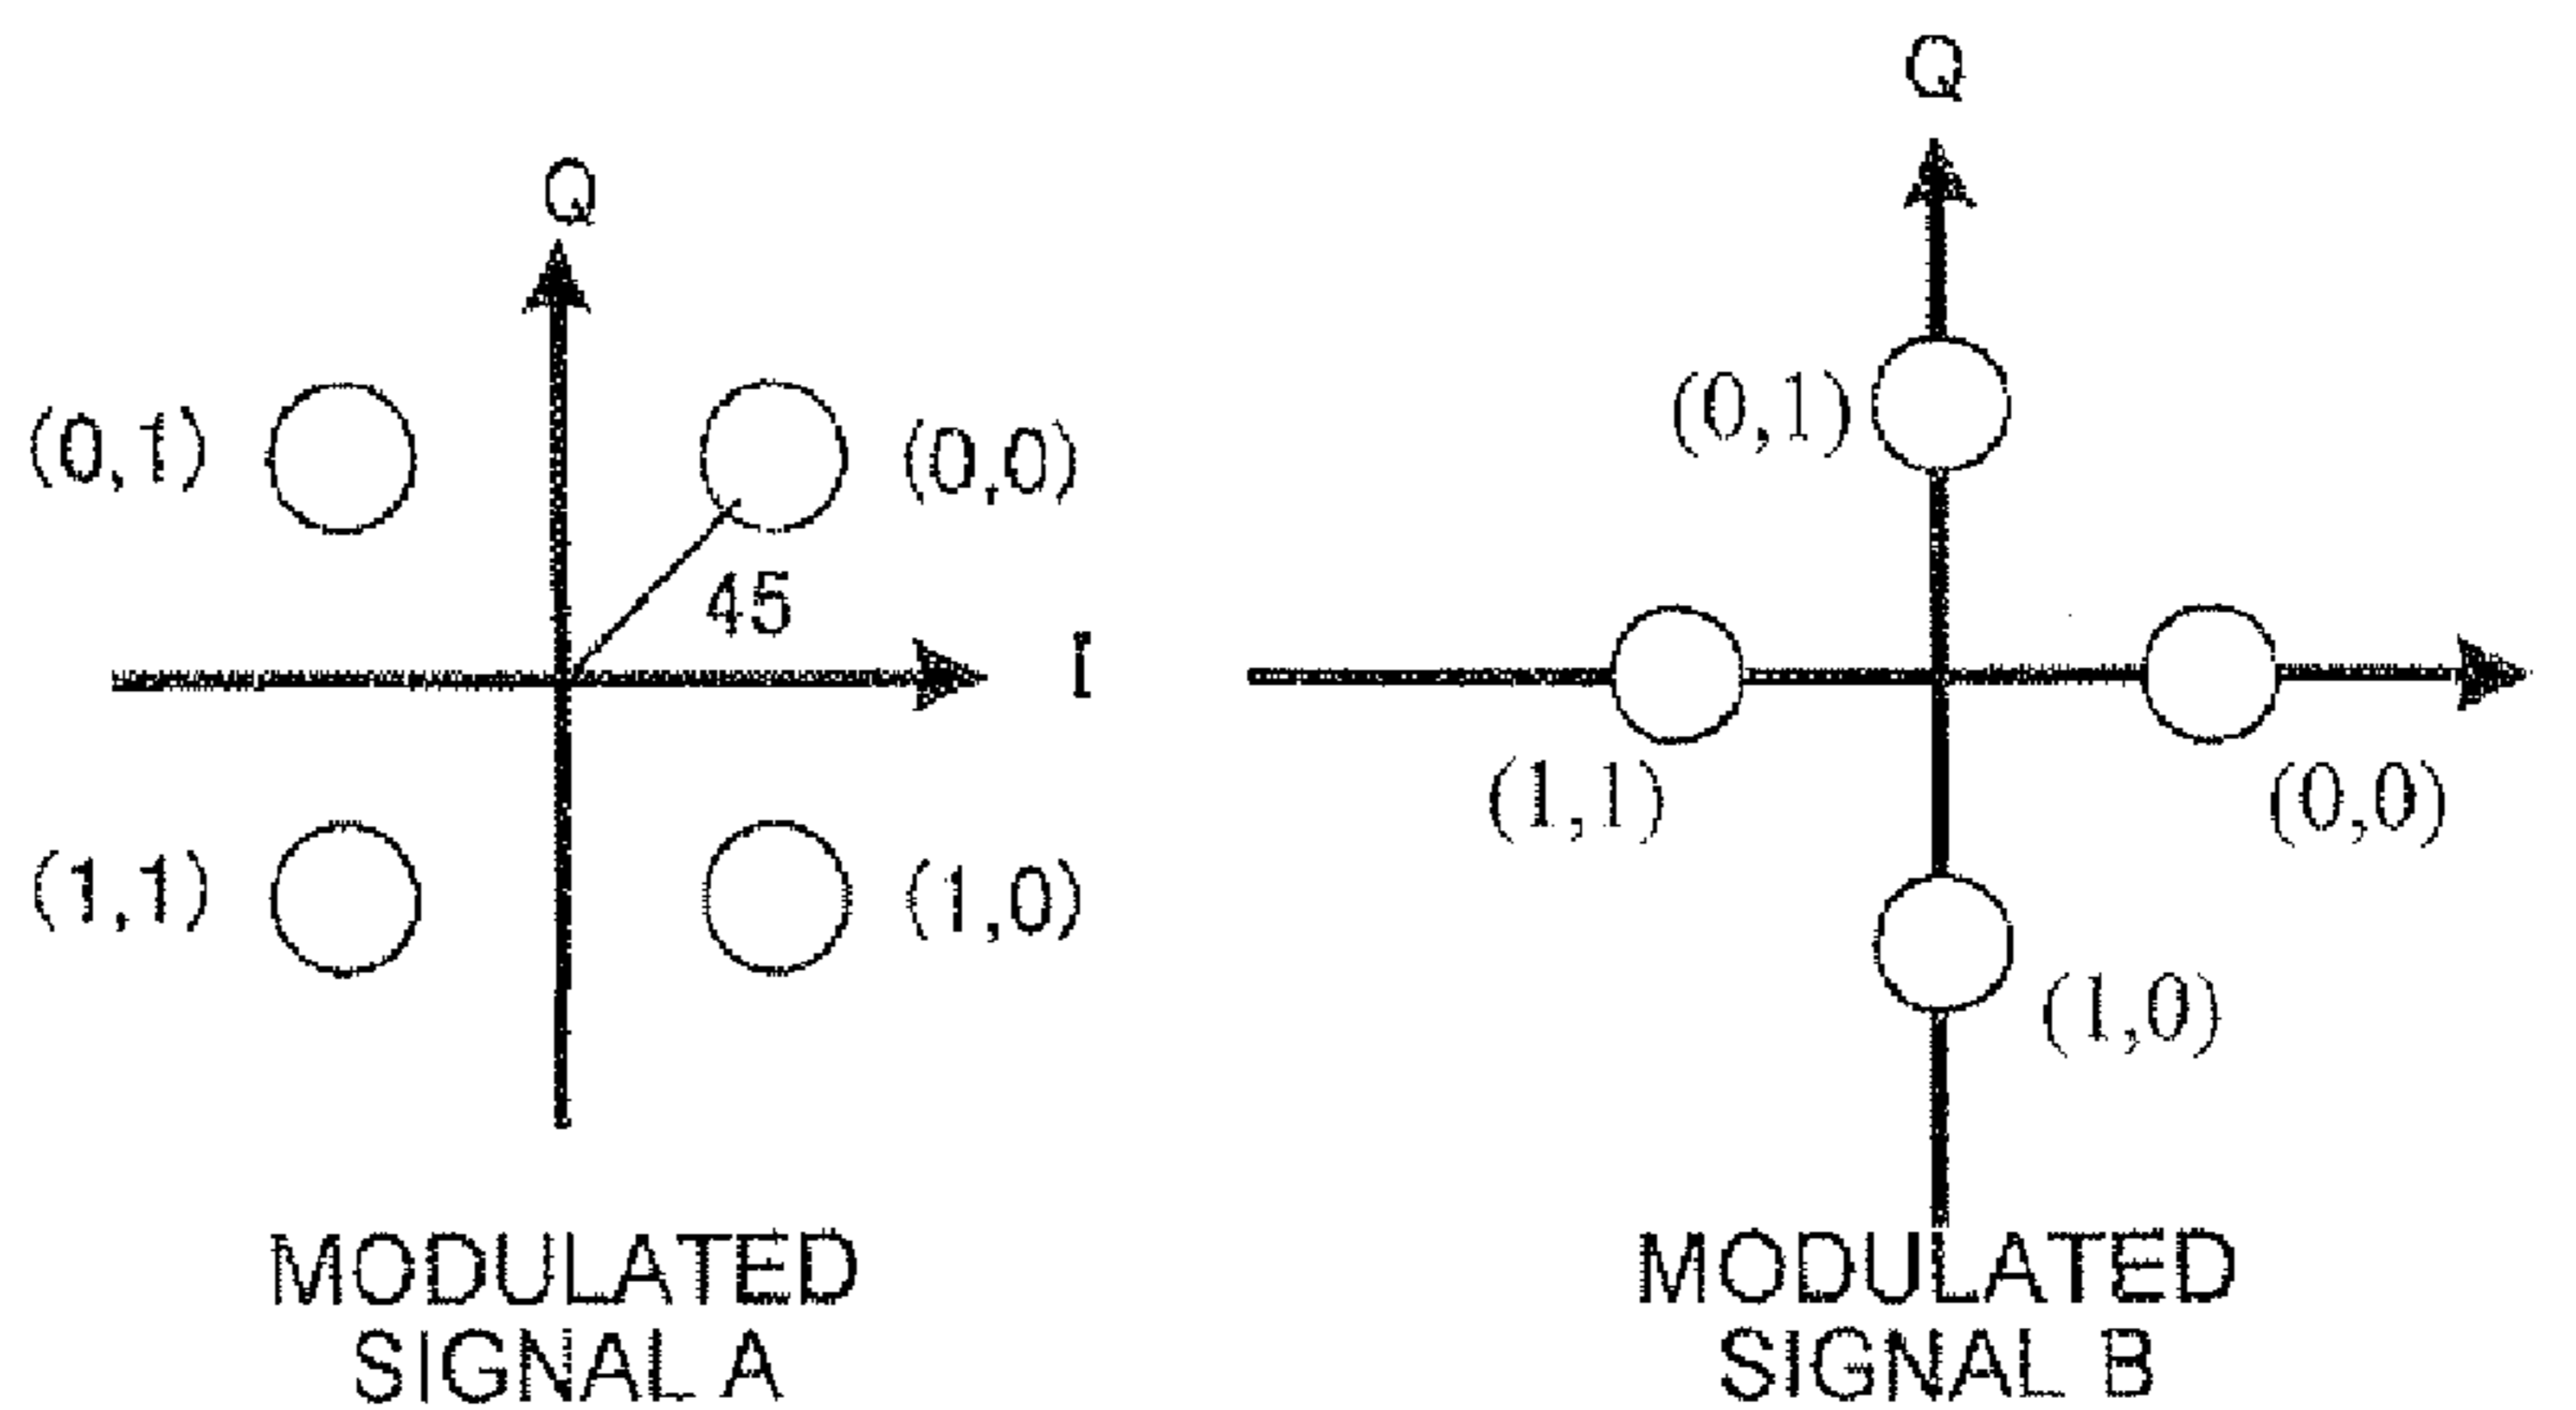 Q
(0,1)
(0,0)
45
I
(1,1)
(1,0)
MODULATED
SIGNAL A
Q
(0,1)
(1,1)
(0,0)
(1,0)
MODULATED
SIGNAL B